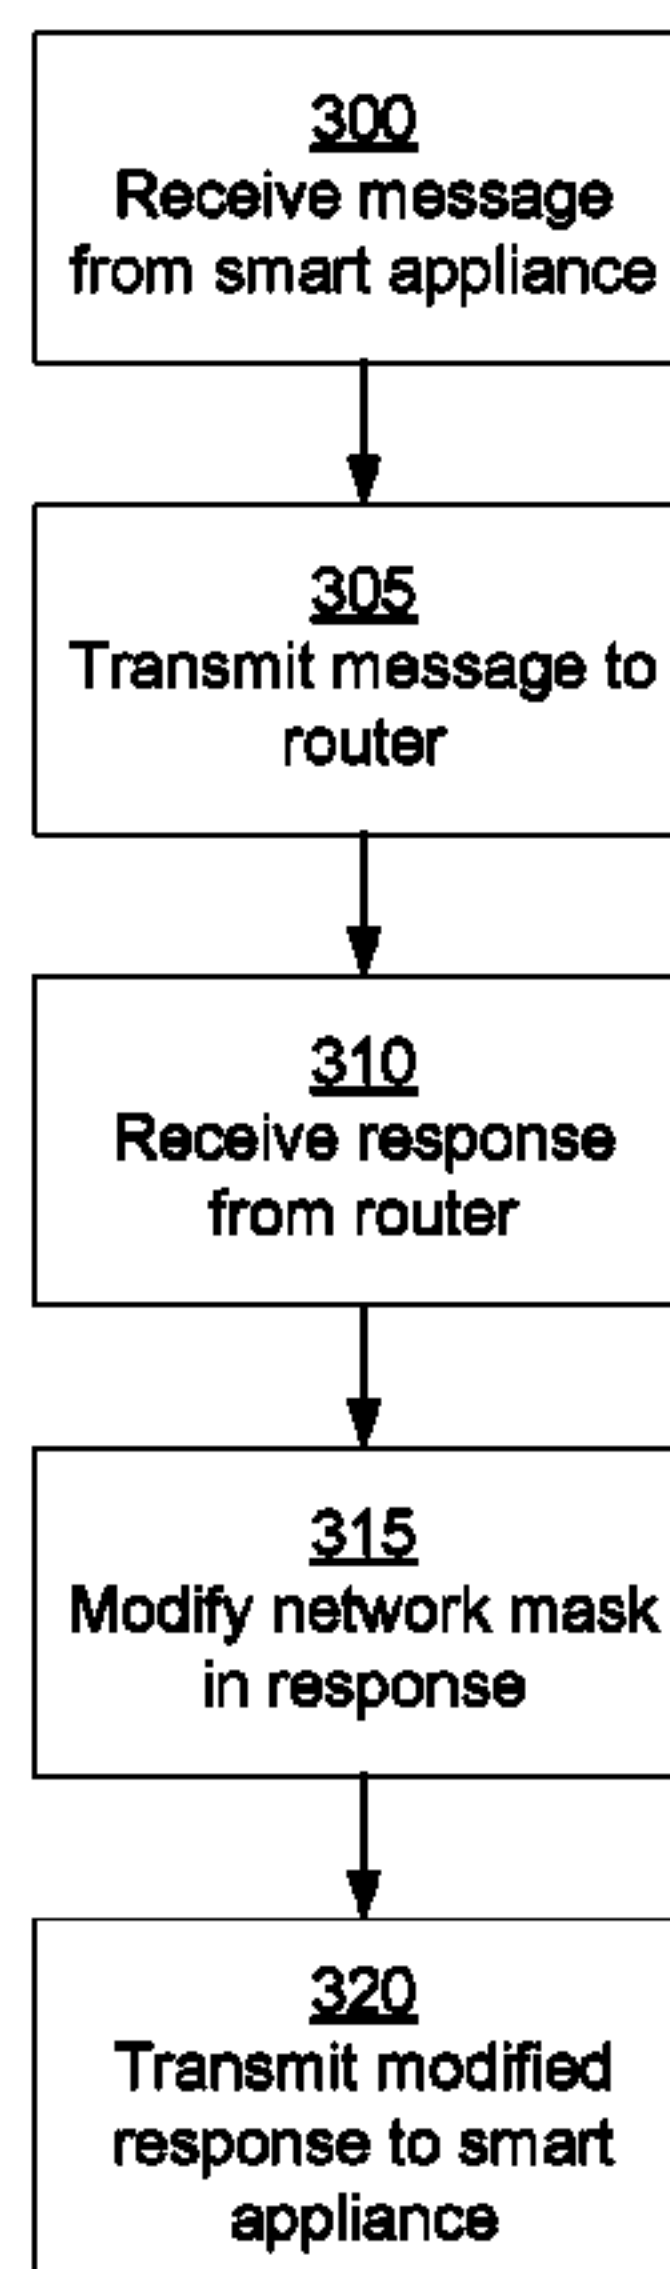 300
Receive message
from smart appliance
305
Transmit message to
router
310
Receive response
from router
315
Modify network mask
in response
320
Transmit modified
response to smart
appliance